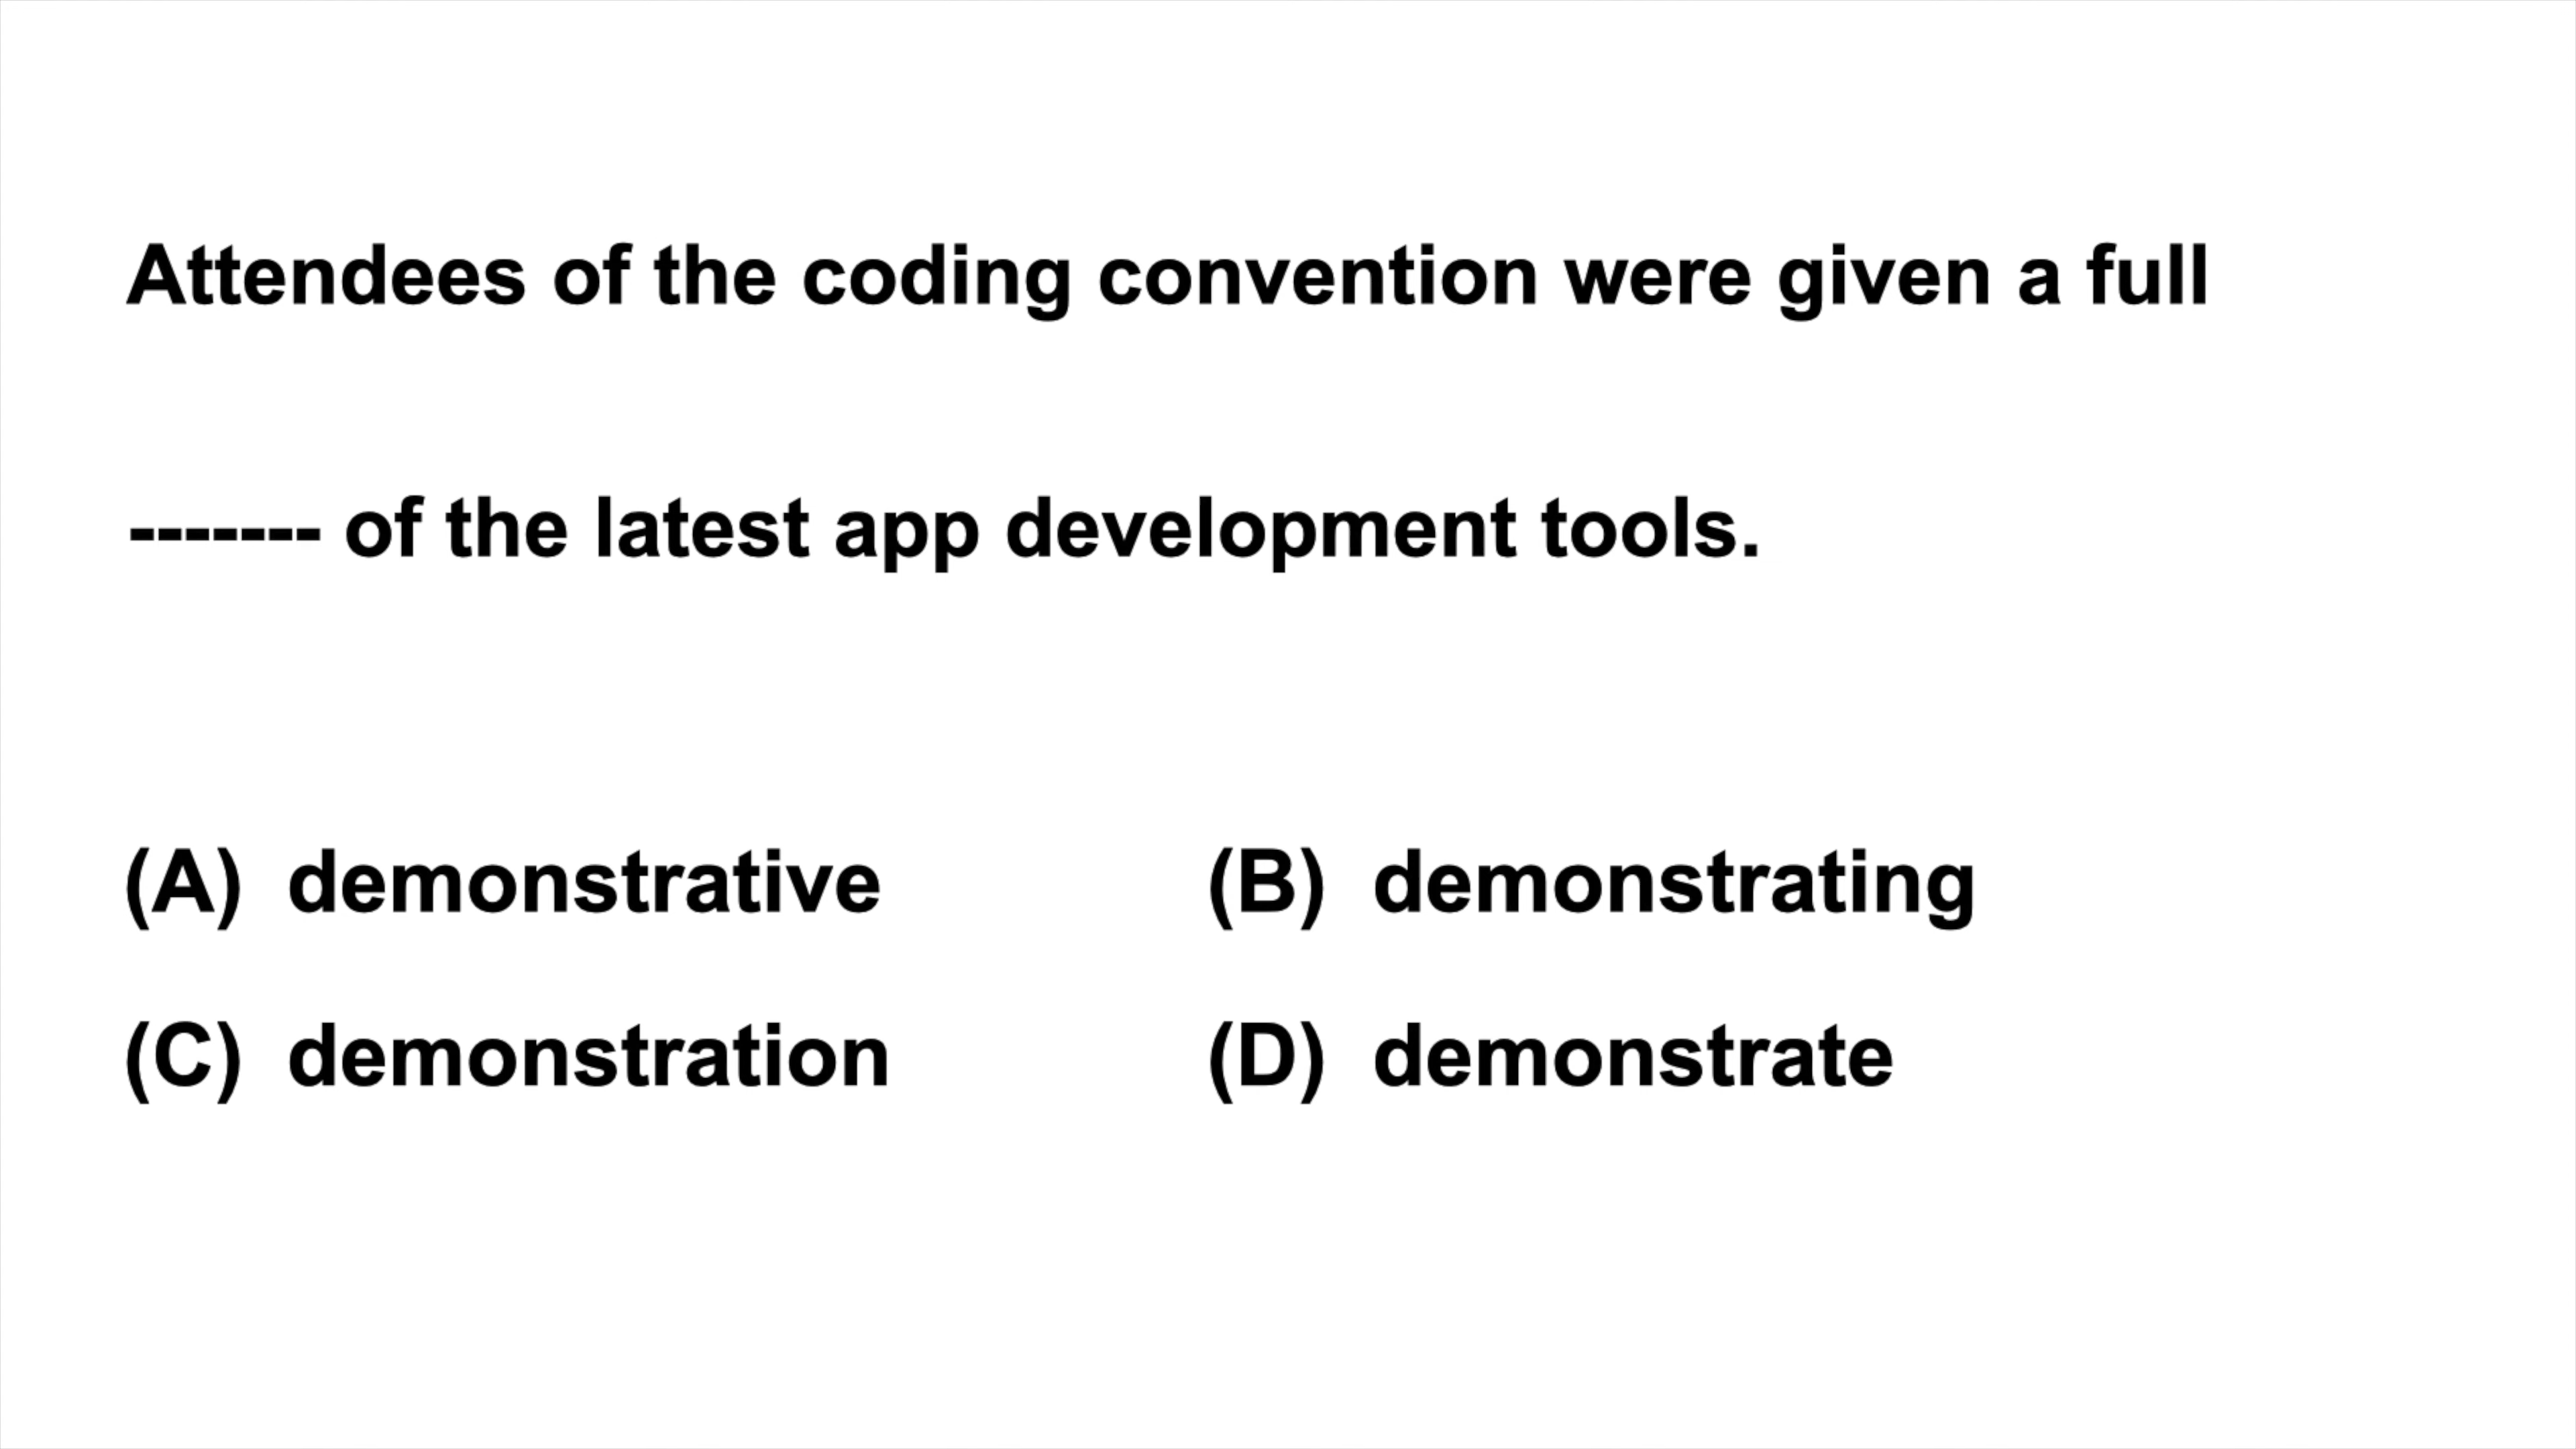 Attendees of the coding convention were given a full
------- of the latest app development tools.
(A) demonstrative (B) demonstrating
(C) demonstration (D) demonstrate